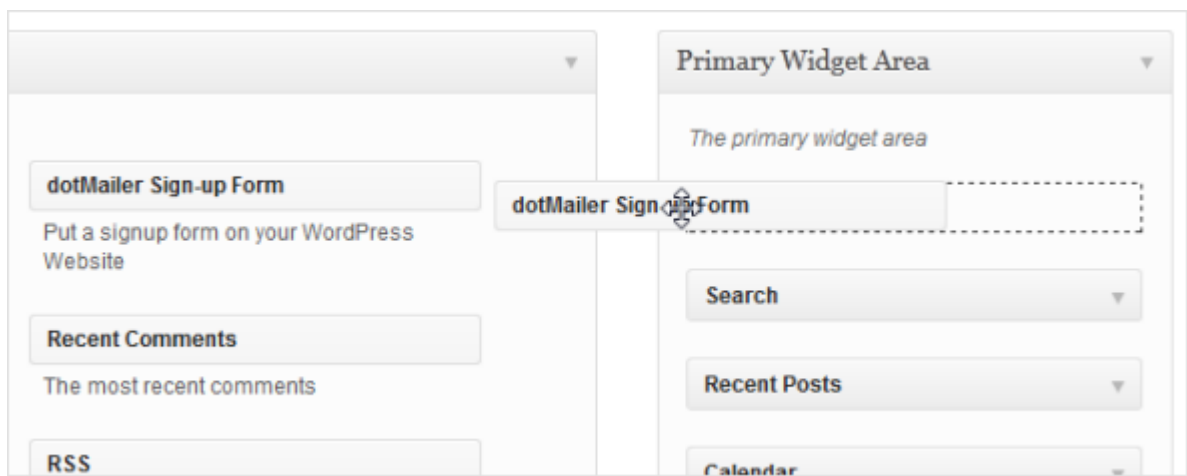 dotMailer Sign-up Form
Put a signup form on your WordPress
Website
Recent Comments
The most recent comments
RSS
dotMailer Sign-up Form
Primary Widget Area
The primary widget area
Search
Recent Posts
Calendar